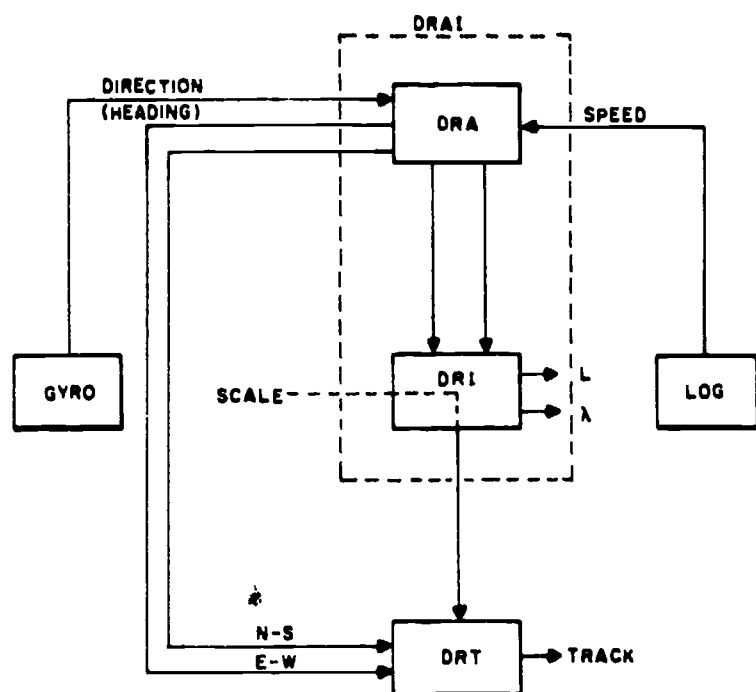 DRAI
DIRECTION
(HEADING)
DRA
SPEED
GYRO
SCALE
DRI
L
λ
LOG
N-S
E-W
DRT
TRACK